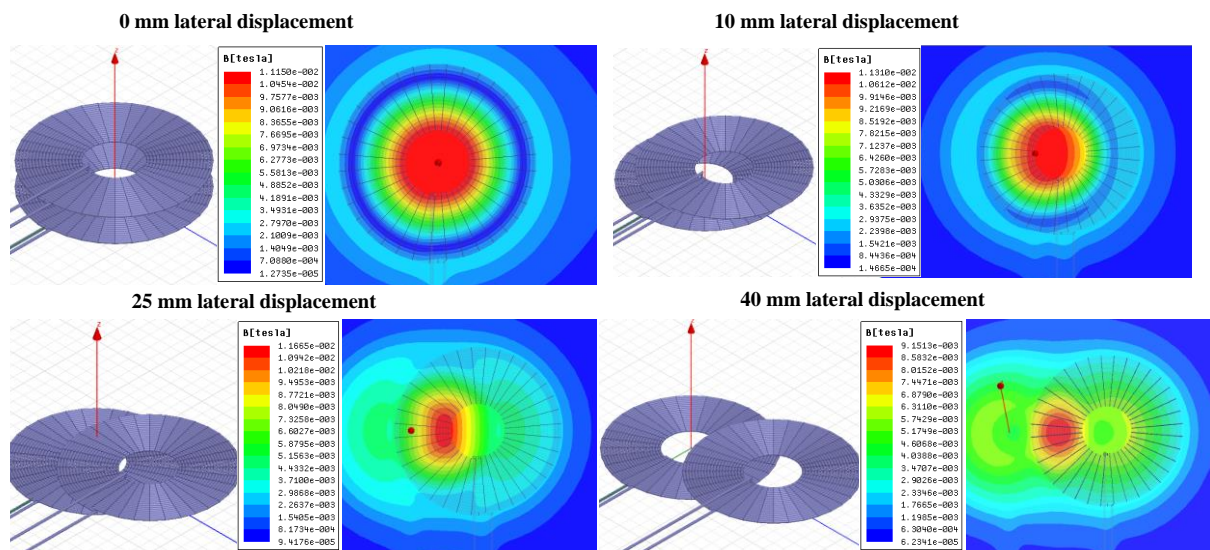 0 mm lateral displacement
10 mm lateral displacement
Z
B[tesla]
1.1150e-002
1.0454e-002
9.7577e-003
9.0616e-003
8.3655e-003
7.6695e-003
6.9734e-003
6.2773e-003
5.5813e-003
4.8852e-003
4.1891e-003
3.4931e-003
2.7970e-003
2.1009e-003
1.4049e-003
7.0880e-004
1.2735e-005
Z
B[tesla]
1.1310e-002
1.0612e-002
9.9146e-003
9.2169e-003
8.5192e-003
7.8215e-003
7.1237e-003
6.4260e-003
5.7283e-003
5.0306e-003
4.3329e-003
3.6352e-003
2.9375e-003
2.2398e-003
1.5421e-003
8.4436e-004
1.4665e-004
25 mm lateral displacement
40 mm lateral displacement
Z
B[tesla]
1.1665e-002
1.0942e-002
1.0218e-002
9.4953e-003
8.7721e-003
8.0490e-003
7.3258e-003
6.6027e-003
5.8795e-003
5.1563e-003
4.4332e-003
3.7100e-003
2.9868e-003
2.2637e-003
1.5405e-003
8.1734e-004
9.4176e-005
Z
B[tesla]
9.1513e-003
8.5832e-003
8.0152e-003
7.4471e-003
6.8790e-003
6.3110e-003
5.7429e-003
5.1749e-003
4.6068e-003
4.0388e-003
3.4707e-003
2.9026e-003
2.3346e-003
1.7665e-003
1.1985e-003
6.3040e-004
6.2341e-005